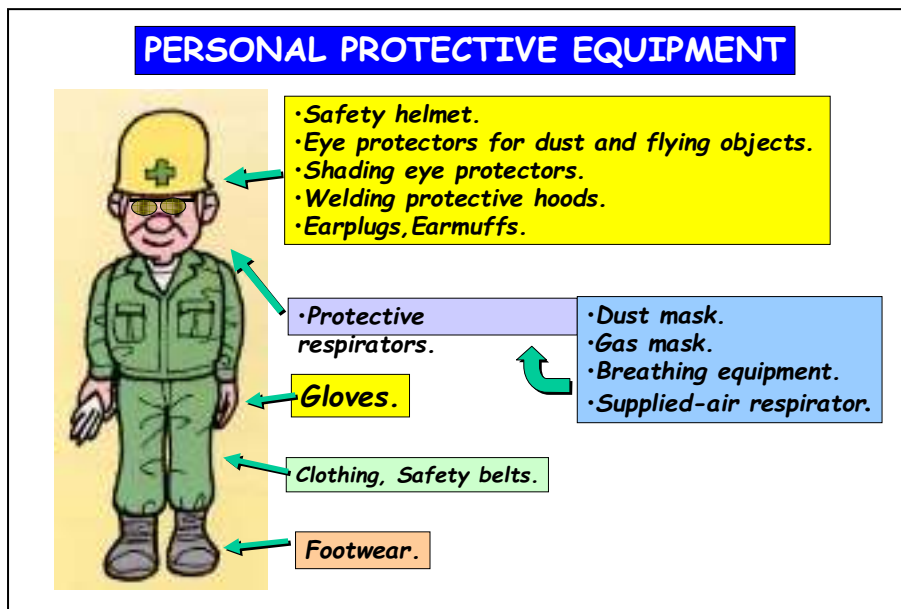 PERSONAL PROTECTIVE EQUIPMENT
·Safety helmet.
·Eye protectors for dust and flying objects.
·Shading eye protectors.
·Welding protective hoods.
·Earplugs,Earmuffs.
·Protective
respirators.
·Dust mask.
·Gas mask.
·Breathing equipment.
·Supplied-air respirator.
Gloves.
Clothing, Safety belts.
Footwear.